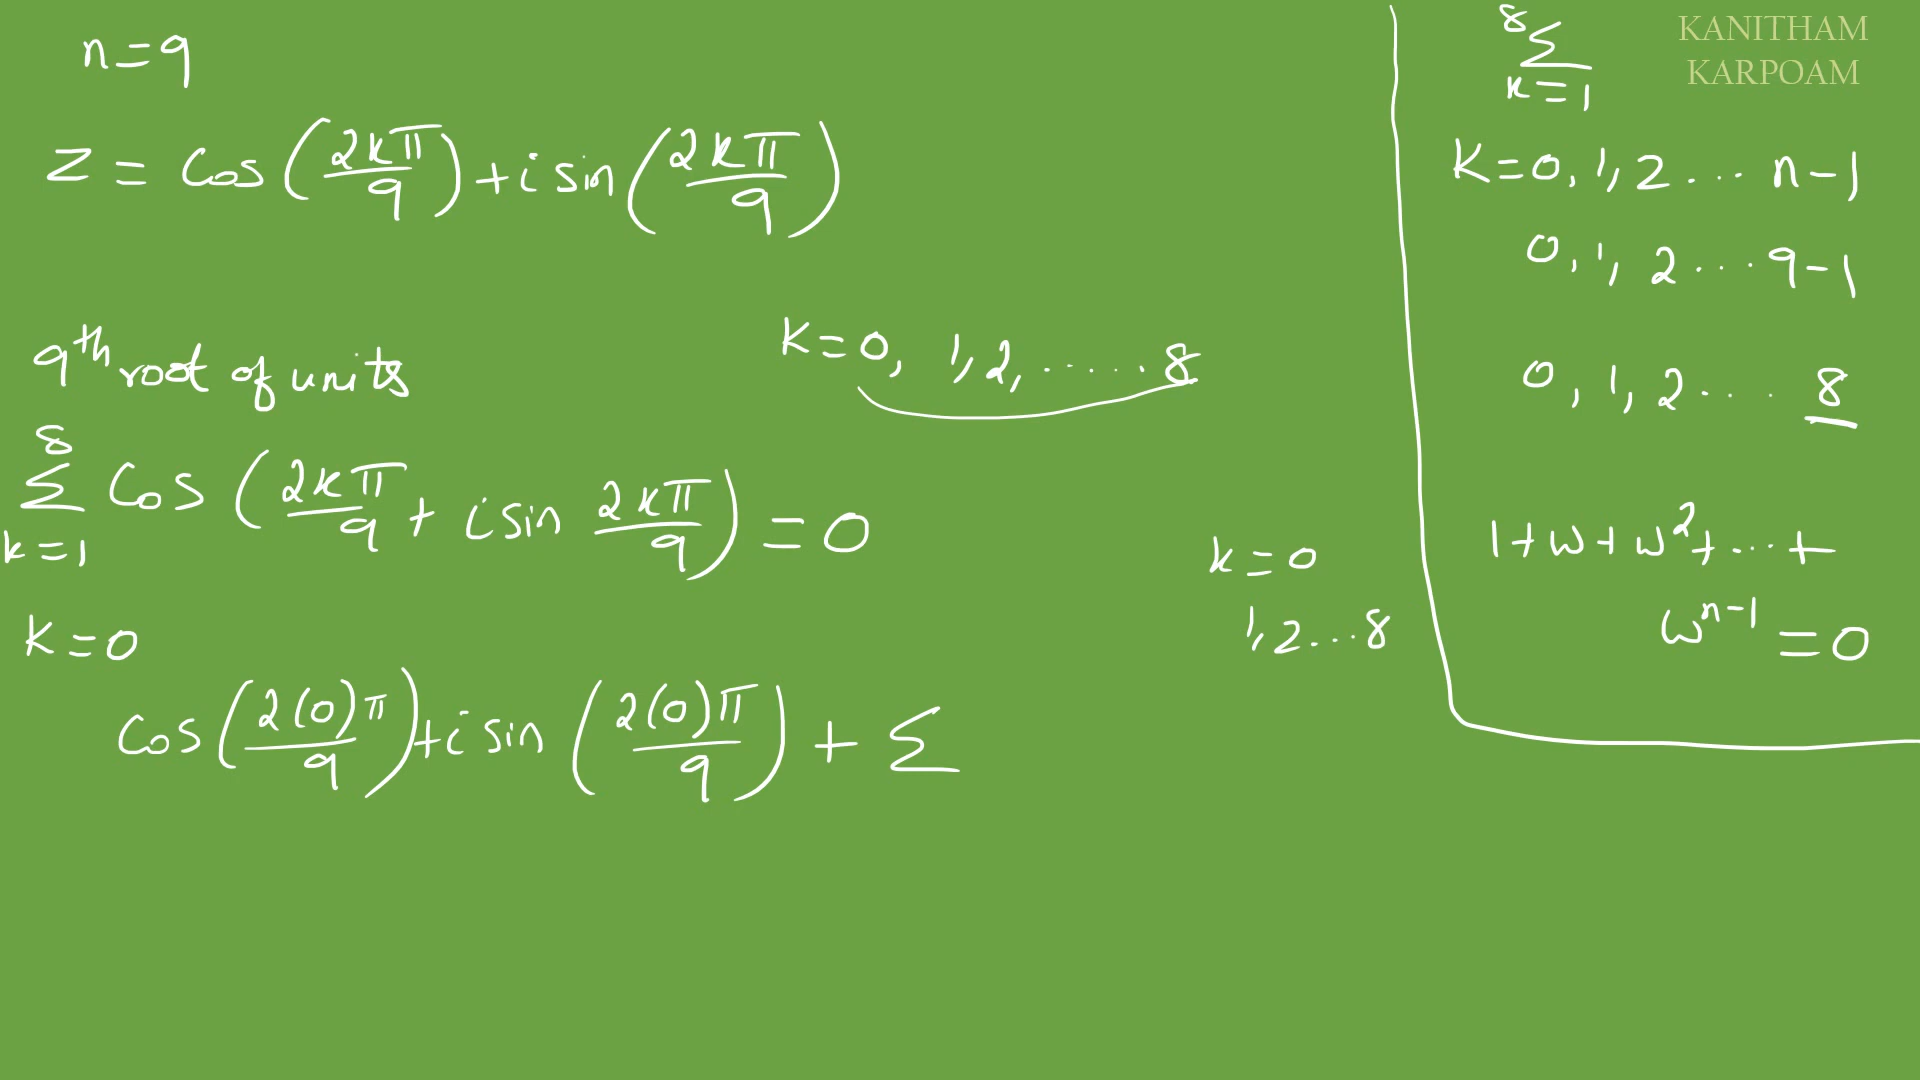 n = 9
z = cos(2kπ/9) + i sin(2kπ/9)
k = 0, 1, 2, ..... 8
9th root of units
8
Σ cos(2kπ/9 + i sin 2kπ/9) = 0
k = 1
k = 0
cos(2(0)π/9) + i sin(2(0)π/9) + Σ
k = 0
1, 2 ... 8
8
Σ
k = 1
KANITHAM
KARPOAM
k = 0, 1, 2 .... n - 1
0, 1, 2 .... 9 - 1
0, 1, 2 .... 8
1 + w + w² + .... +
w^n-1 = 0